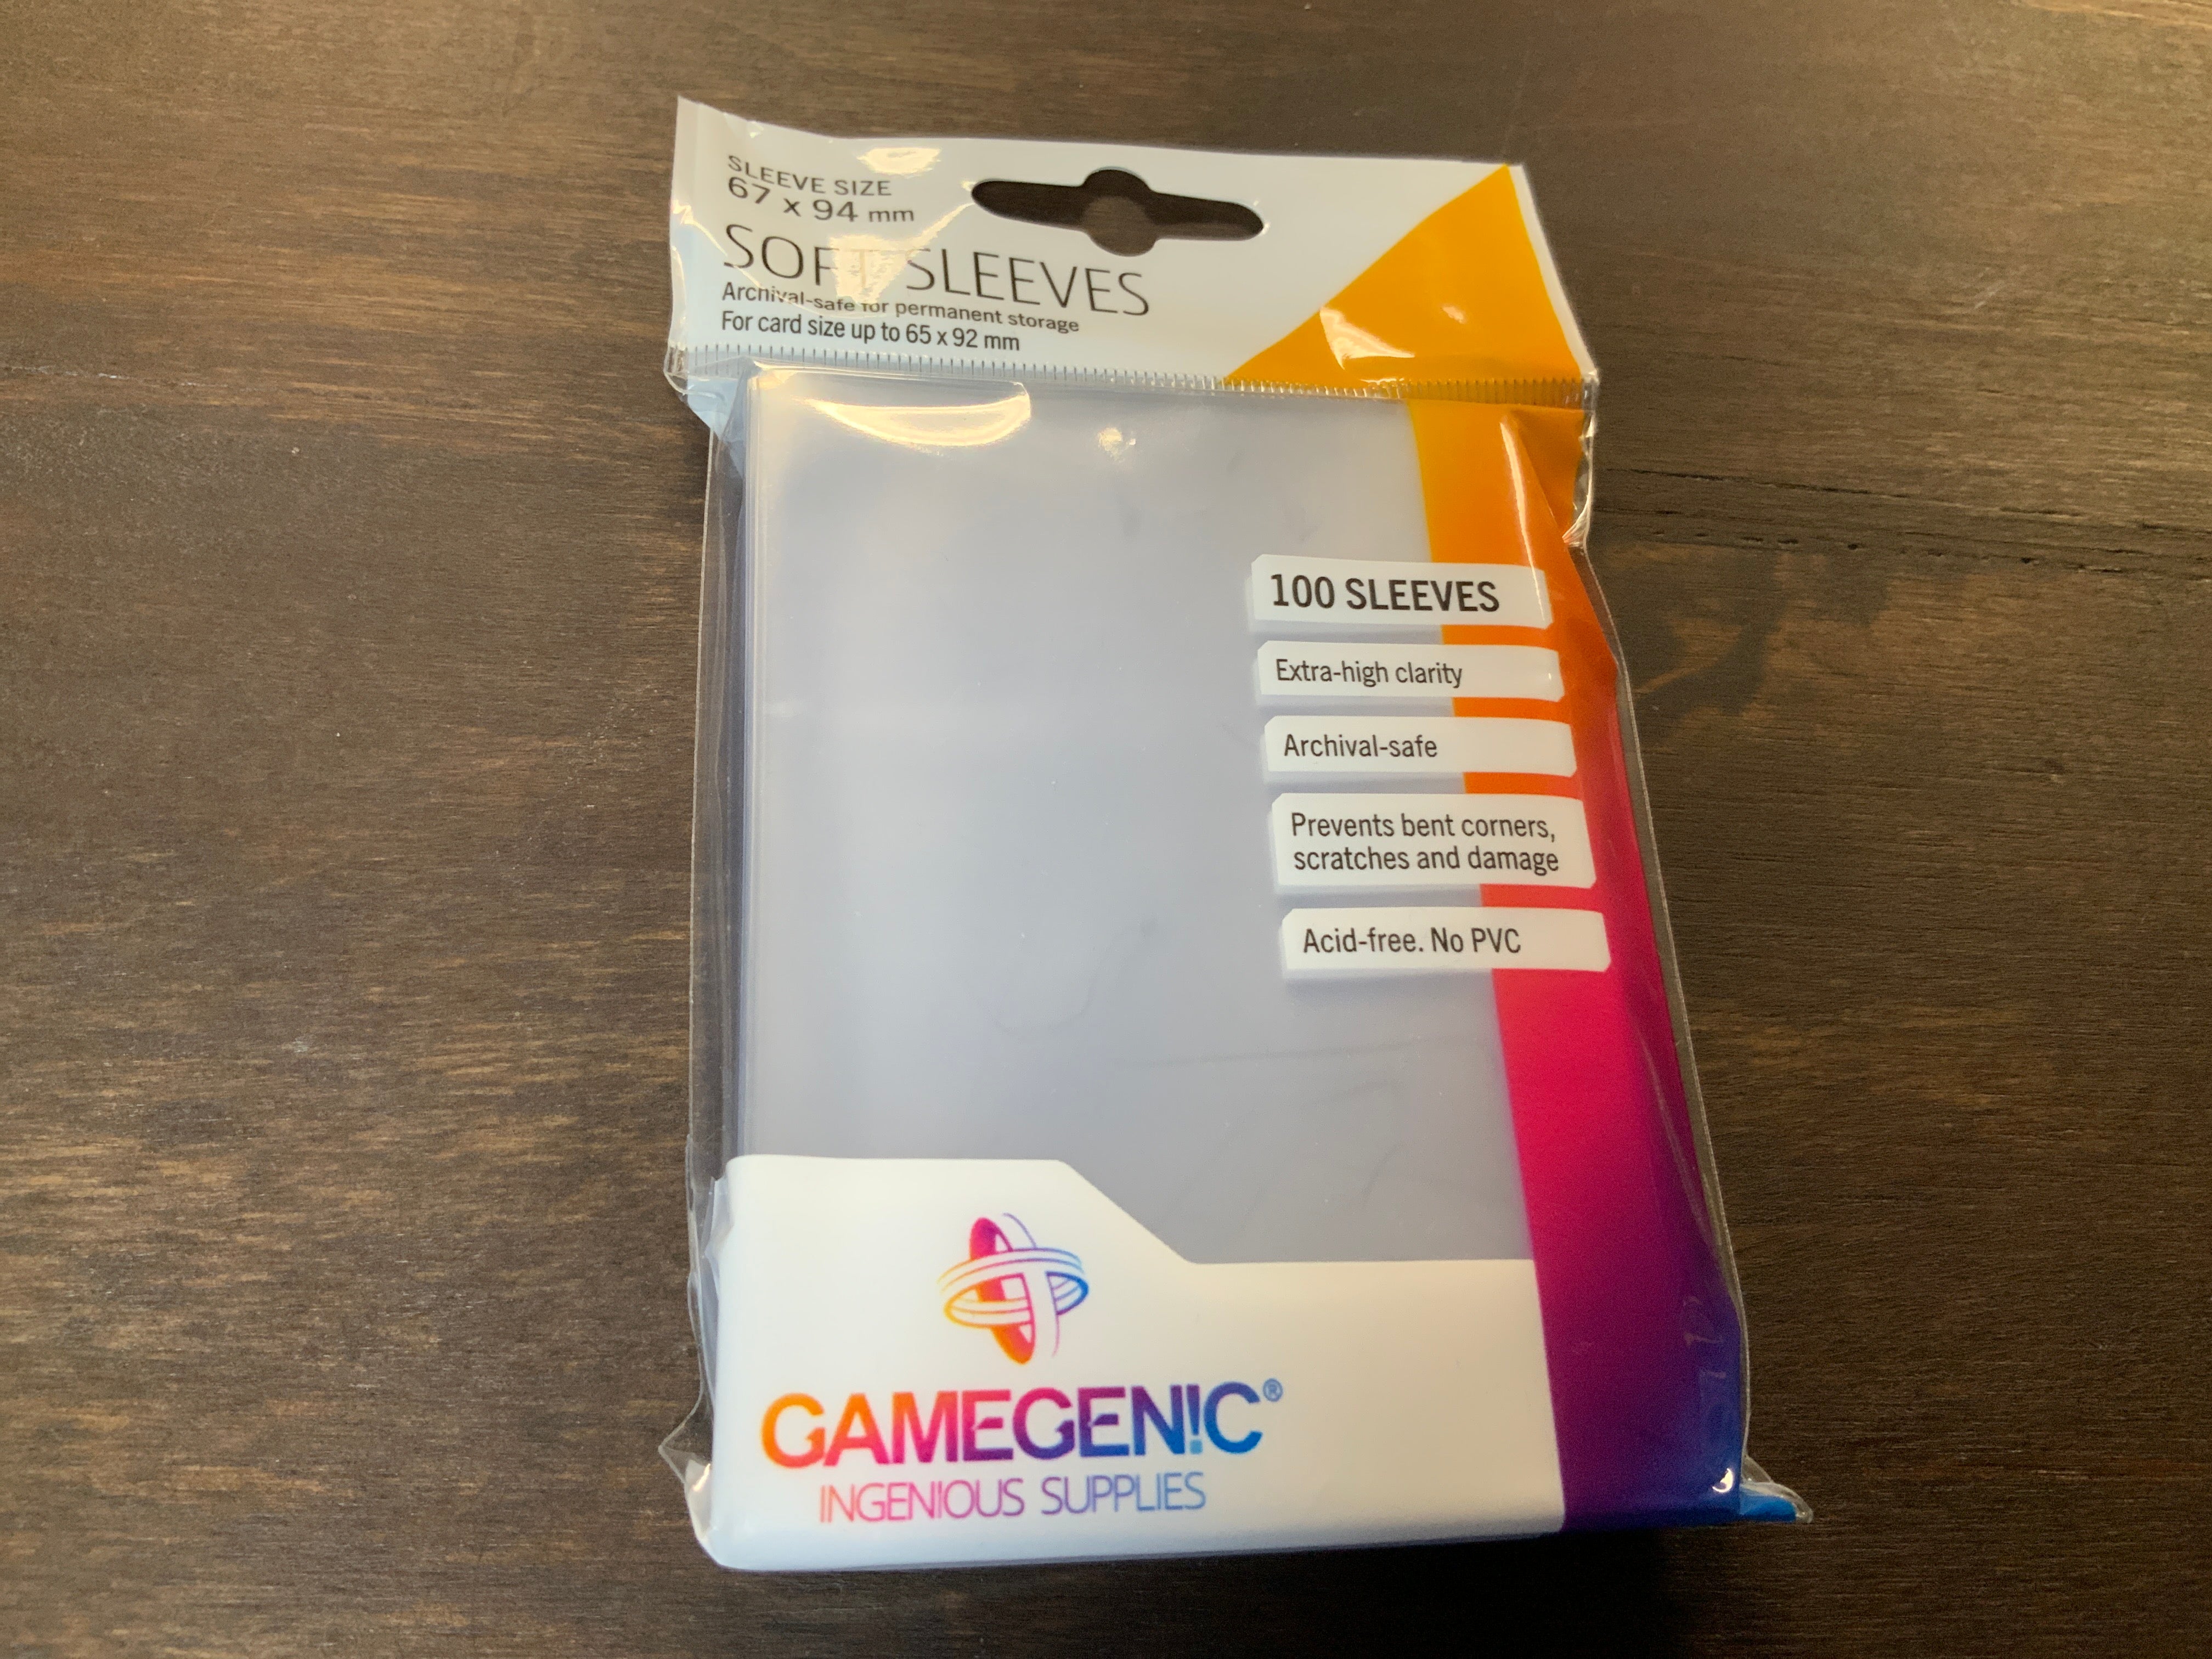 SLEEVE SIZE
67 x 94 mm
SOFT SLEEVES
Archival-safe for permanent storage
For card size up to 65 x 92 mm
100 SLEEVES
Extra-high clarity
Archival-safe
Prevents bent corners,
scratches and damage
Acid-free. No PVC
GAMEGEN!C®
INGENIOUS SUPPLIES